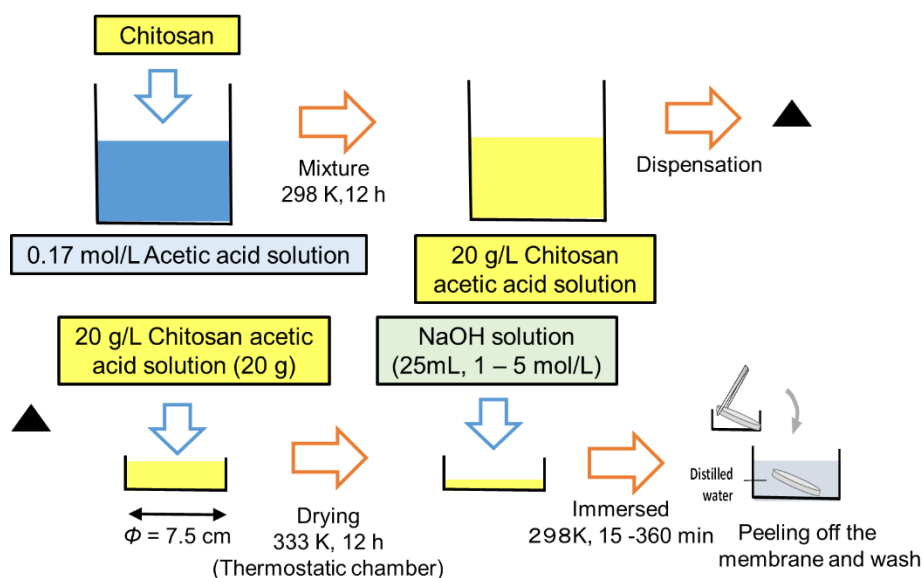 Chitosan
Mixture
298 K,12 h
Dispensation
0.17 mol/L Acetic acid solution
20 g/L Chitosan
acetic acid solution
20 g/L Chitosan acetic
acid solution (20 g)
NaOH solution
(25mL, 1 – 5 mol/L)
Φ = 7.5 cm
Drying
333 K, 12 h
(Thermostatic chamber)
Immersed
298K, 15 -360 min
Distilled
water
Peeling off the
membrane and wash